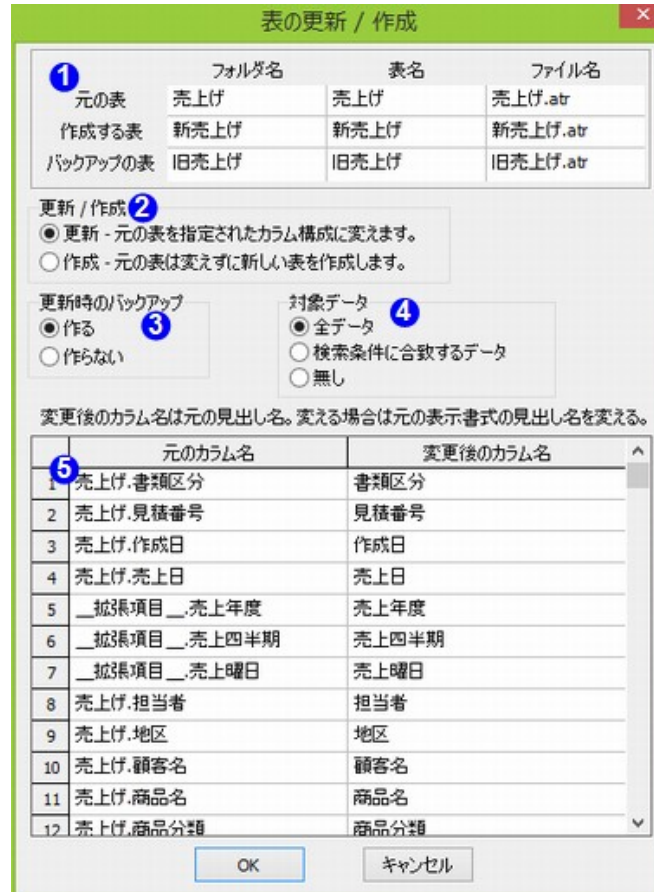 表の更新 / 作成
1
フォルダ名 表名 ファイル名
元の表 売上げ 売上げ 売上げ.atr
作成する表 新売上げ 新売上げ 新売上げ.atr
バックアップの表 旧売上げ 旧売上げ 旧売上げ.atr
更新 / 作成 2
更新 - 元の表を指定されたカラム構成に変えます。
作成 - 元の表は変えずに新しい表を作成します。
更新時のバックアップ 対象データ 4
作る 3 全データ
作らない 検索条件に合致するデータ
無し
変更後のカラム名は元の見出し名。変える場合は元の表示書式の見出し名を変える。
元のカラム名 変更後のカラム名
5
1 売上げ.書類区分 書類区分
2 売上げ.見積番号 見積番号
3 売上げ.作成日 作成日
4 売上げ.売上日 売上日
5 __拡張項目__.売上年度 売上年度
6 __拡張項目__.売上四半期 売上四半期
7 __拡張項目__.売上曜日 売上曜日
8 売上げ.担当者 担当者
9 売上げ.地区 地区
10 売上げ.顧客名 顧客名
11 売上げ.商品名 商品名
12 売上げ.商品分類 商品分類
OK キャンセル